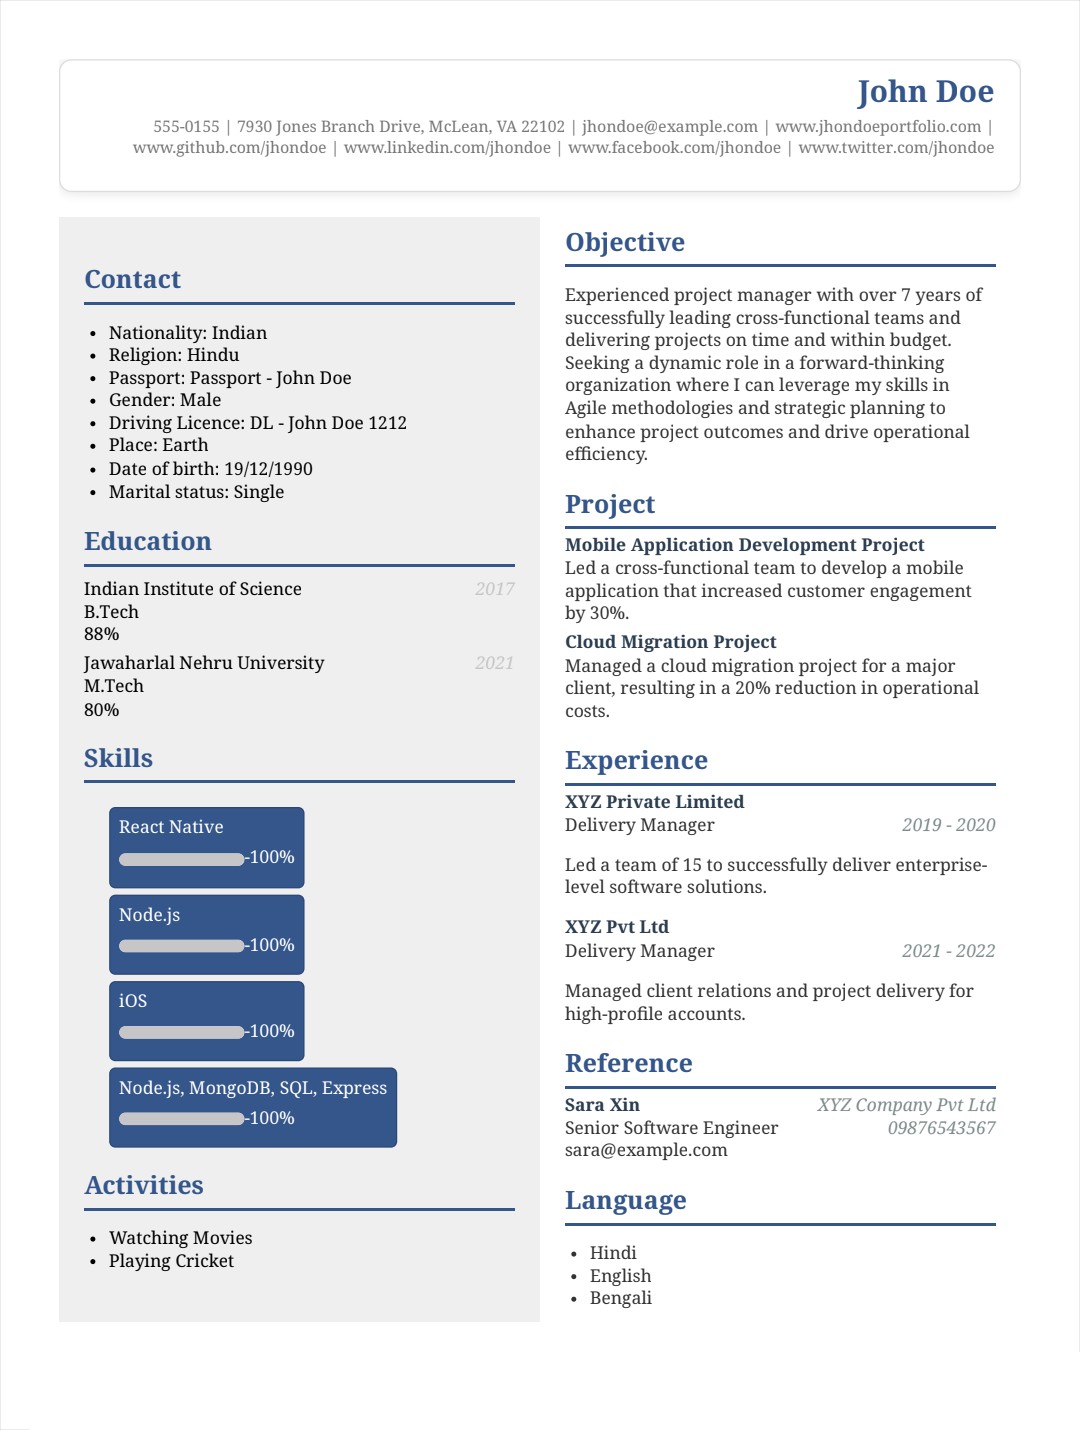 John Doe
555-0155 | 7930 Jones Branch Drive, McLean, VA 22102 | jhondoe@example.com | www.jhondoeportfolio.com |
www.github.com/jhondoe | www.linkedin.com/jhondoe | www.facebook.com/jhondoe | www.twitter.com/jhondoe
Contact
• Nationality: Indian
• Religion: Hindu
• Passport: Passport - John Doe
• Gender: Male
• Driving Licence: DL - John Doe 1212
• Place: Earth
• Date of birth: 19/12/1990
• Marital status: Single
Education
Indian Institute of Science 2017
B.Tech
88%
Jawaharlal Nehru University 2021
M.Tech
80%
Skills
React Native
-100%
Node.js
-100%
iOS
-100%
Node.js, MongoDB, SQL, Express
-100%
Activities
• Watching Movies
• Playing Cricket
Objective
Experienced project manager with over 7 years of
successfully leading cross-functional teams and
delivering projects on time and within budget.
Seeking a dynamic role in a forward-thinking
organization where I can leverage my skills in
Agile methodologies and strategic planning to
enhance project outcomes and drive operational
efficiency.
Project
Mobile Application Development Project
Led a cross-functional team to develop a mobile
application that increased customer engagement
by 30%.
Cloud Migration Project
Managed a cloud migration project for a major
client, resulting in a 20% reduction in operational
costs.
Experience
XYZ Private Limited
Delivery Manager 2019 - 2020
Led a team of 15 to successfully deliver enterprise-
level software solutions.
XYZ Pvt Ltd
Delivery Manager 2021 - 2022
Managed client relations and project delivery for
high-profile accounts.
Reference
Sara Xin XYZ Company Pvt Ltd
Senior Software Engineer 09876543567
sara@example.com
Language
• Hindi
• English
• Bengali